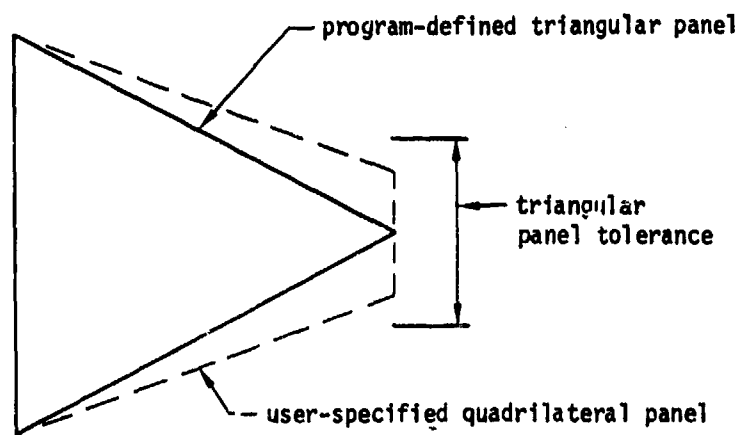 program-defined triangular panel
triangular
panel tolerance
user-specified quadrilateral panel